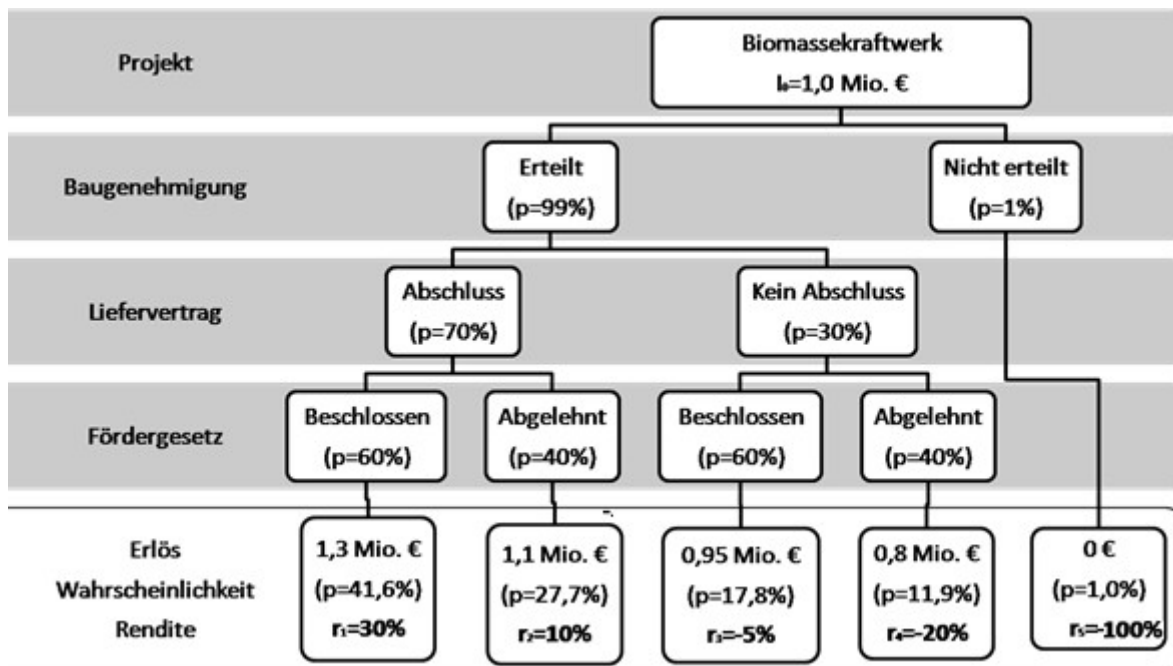 Projekt
Biomassekraftwerk
I₀=1,0 Mio. €
Baugenehmigung
Erteilt
(p=99%)
Nicht erteilt
(p=1%)
Liefervertrag
Abschluss
(p=70%)
Kein Abschluss
(p=30%)
Fördergesetz
Beschlossen
(p=60%)
Abgelehnt
(p=40%)
Beschlossen
(p=60%)
Abgelehnt
(p=40%)
Erlös
Wahrscheinlichkeit
Rendite
1,3 Mio. €
(p=41,6%)
r₁=30%
1,1 Mio. €
(p=27,7%)
r₂=10%
0,95 Mio. €
(p=17,8%)
r₃=-5%
0,8 Mio. €
(p=11,9%)
r₄=-20%
0 €
(p=1,0%)
r₅=-100%